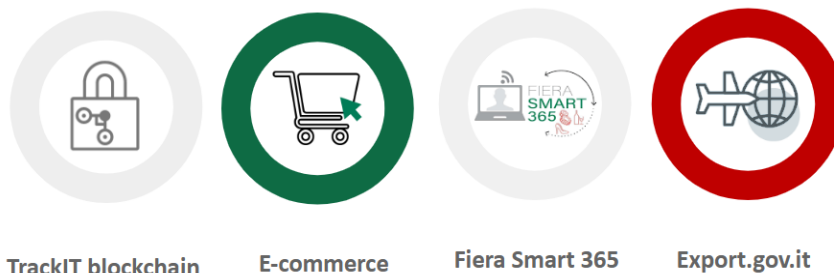 FIERA
SMART
365
TrackIT blockchain
E-commerce
Fiera Smart 365
Export.gov.it